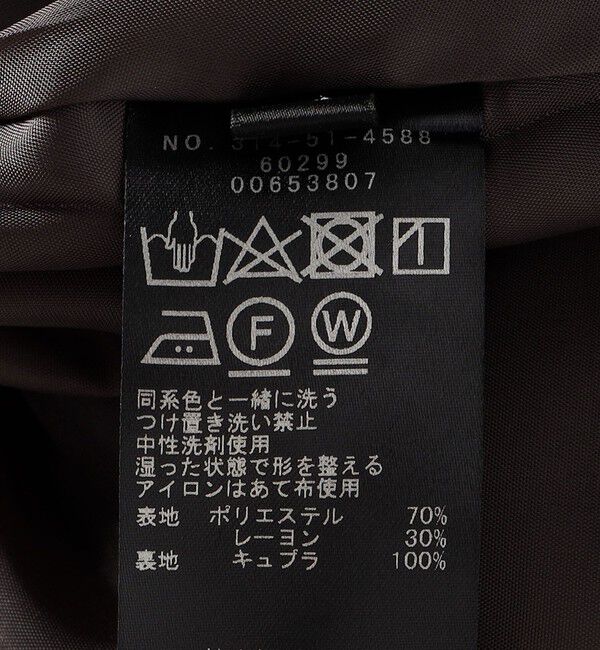 NO. 314-51-4588
60299
00653807
F W
同系色と一緒に洗う
つけ置き洗い禁止
中性洗剤使用
湿った状態で形を整える
アイロンはあて布使用
表地 ポリエステル 70%
レーヨン 30%
裏地 キュプラ 100%